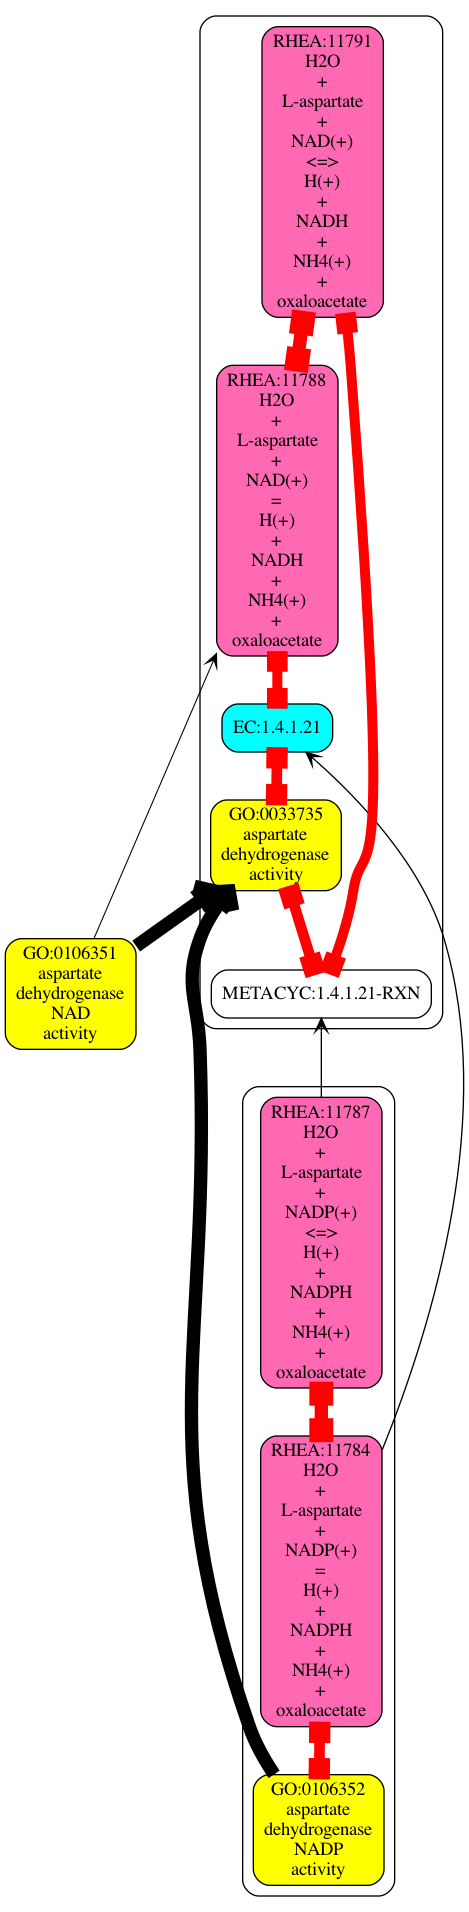 RHEA:11791
H2O
+
L-aspartate
+
NAD(+)
<=>
H(+)
+
NADH
+
NH4(+)
+
oxaloacetate
RHEA:11788
H2O
+
L-aspartate
+
NAD(+)
=
H(+)
+
NADH
+
NH4(+)
+
oxaloacetate
EC:1.4.1.21
GO:0033735
aspartate
dehydrogenase
activity
GO:0106351
aspartate
dehydrogenase
NAD
activity
METACYC:1.4.1.21-RXN
RHEA:11787
H2O
+
L-aspartate
+
NADP(+)
<=>
H(+)
+
NADPH
+
NH4(+)
+
oxaloacetate
RHEA:11784
H2O
+
L-aspartate
+
NADP(+)
=
H(+)
+
NADPH
+
NH4(+)
+
oxaloacetate
GO:0106352
aspartate
dehydrogenase
NADP
activity